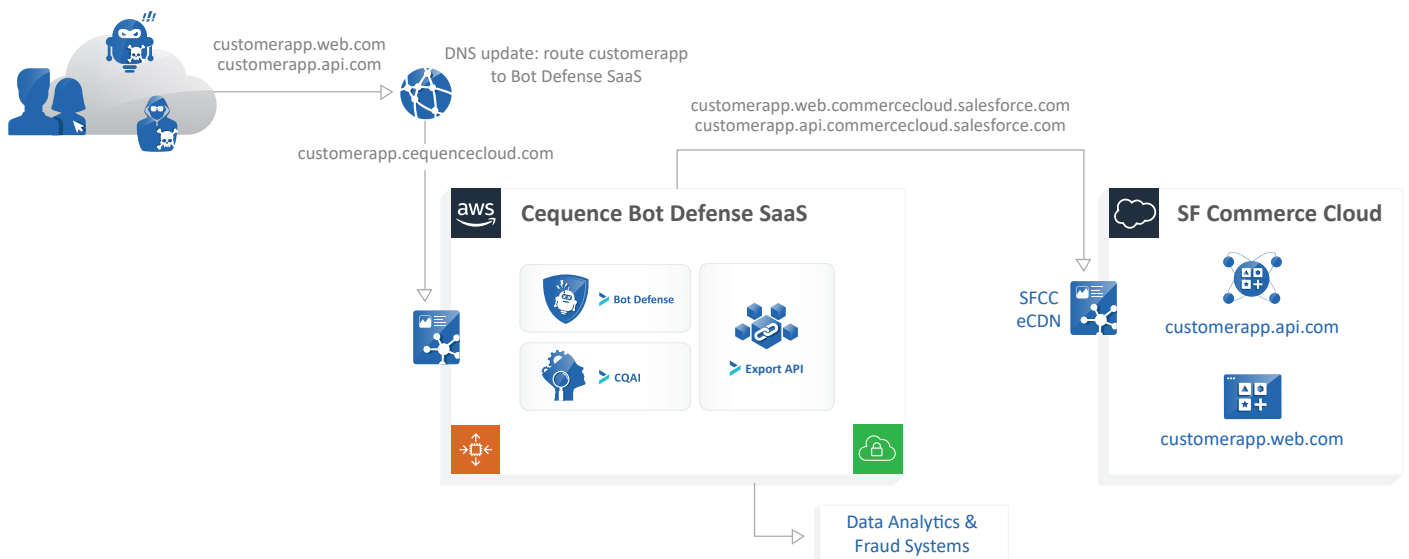 customerapp.web.com
customerapp.api.com
DNS update: route customerapp
to Bot Defense SaaS
customerapp.web.commercecloud.salesforce.com
customerapp.api.commercecloud.salesforce.com
customerapp.cequencecloud.com
aws
Cequence Bot Defense SaaS
SF Commerce Cloud
Bot Defense
CQAI
Export API
SFCC
eCDN
customerapp.api.com
customerapp.web.com
Data Analytics &
Fraud Systems